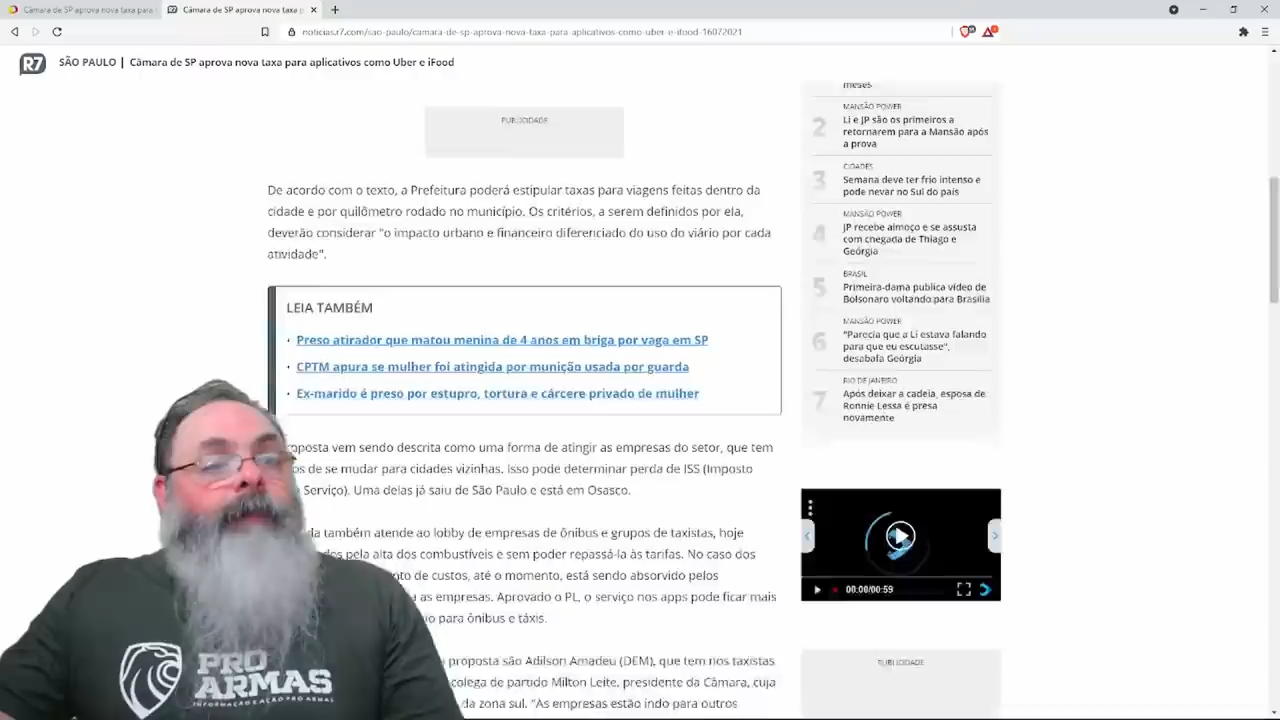 Câmara de SP aprova nova taxa para
Câmara de SP aprova nova taxa p
noticias.r7.com/sao-paulo/camara-de-sp-aprova-nova-taxa-para-aplicativos-como-uber-e-ifood-16072021
R7
SÃO PAULO | Câmara de SP aprova nova taxa para aplicativos como Uber e iFood
PUBLICIDADE
De acordo com o texto, a Prefeitura poderá estipular taxas para viagens feitas dentro da
cidade e por quilômetro rodado no município. Os critérios, a serem definidos por ela,
deverão considerar "o impacto urbano e financeiro diferenciado do uso do viário por cada
atividade".
LEIA TAMBÉM
· Preso atirador que matou menina de 4 anos em briga por vaga em SP
· CPTM apura se mulher foi atingida por munição usada por guarda
· Ex-marido é preso por estupro, tortura e cárcere privado de mulher
oposta vem sendo descrita como uma forma de atingir as empresas do setor, que tem
os de se mudar para cidades vizinhas. Isso pode determinar perda de ISS (Imposto
Serviço). Uma delas já saiu de São Paulo e está em Osasco.
da também atende ao lobby de empresas de ônibus e grupos de taxistas, hoje
dos pela alta dos combustíveis e sem poder repassá-la às tarifas. No caso dos
nto de custos, até o momento, está sendo absorvido pelos
a as empresas. Aprovado o PL, o serviço nos apps pode ficar mais
o para ônibus e táxis.
proposta são Adilson Amadeu (DEM), que tem nos taxistas
colega de partido Milton Leite, presidente da Câmara, cuja
da zona sul. "As empresas estão indo para outros
meses
MANSÃO POWER
2 Li e JP são os primeiros a
retornarem para a Mansão após
a prova
CIDADES
3 Semana deve ter frio intenso e
pode nevar no Sul do país
MANSÃO POWER
4 JP recebe almoço e se assusta
com chegada de Thiago e
Geórgia
BRASIL
5 Primeira-dama publica vídeo de
Bolsonaro voltando para Brasília
MANSÃO POWER
6 "Parecia que a Li estava falando
para que eu escutasse",
desabafa Geórgia
RIO DE JANEIRO
7 Após deixar a cadeia, esposa de
Ronnie Lessa é presa
novamente
00:00/00:59
PUBLICIDADE
PRO
ARMAS
INFORMAÇÃO E AÇÃO PRÓ ARMAS